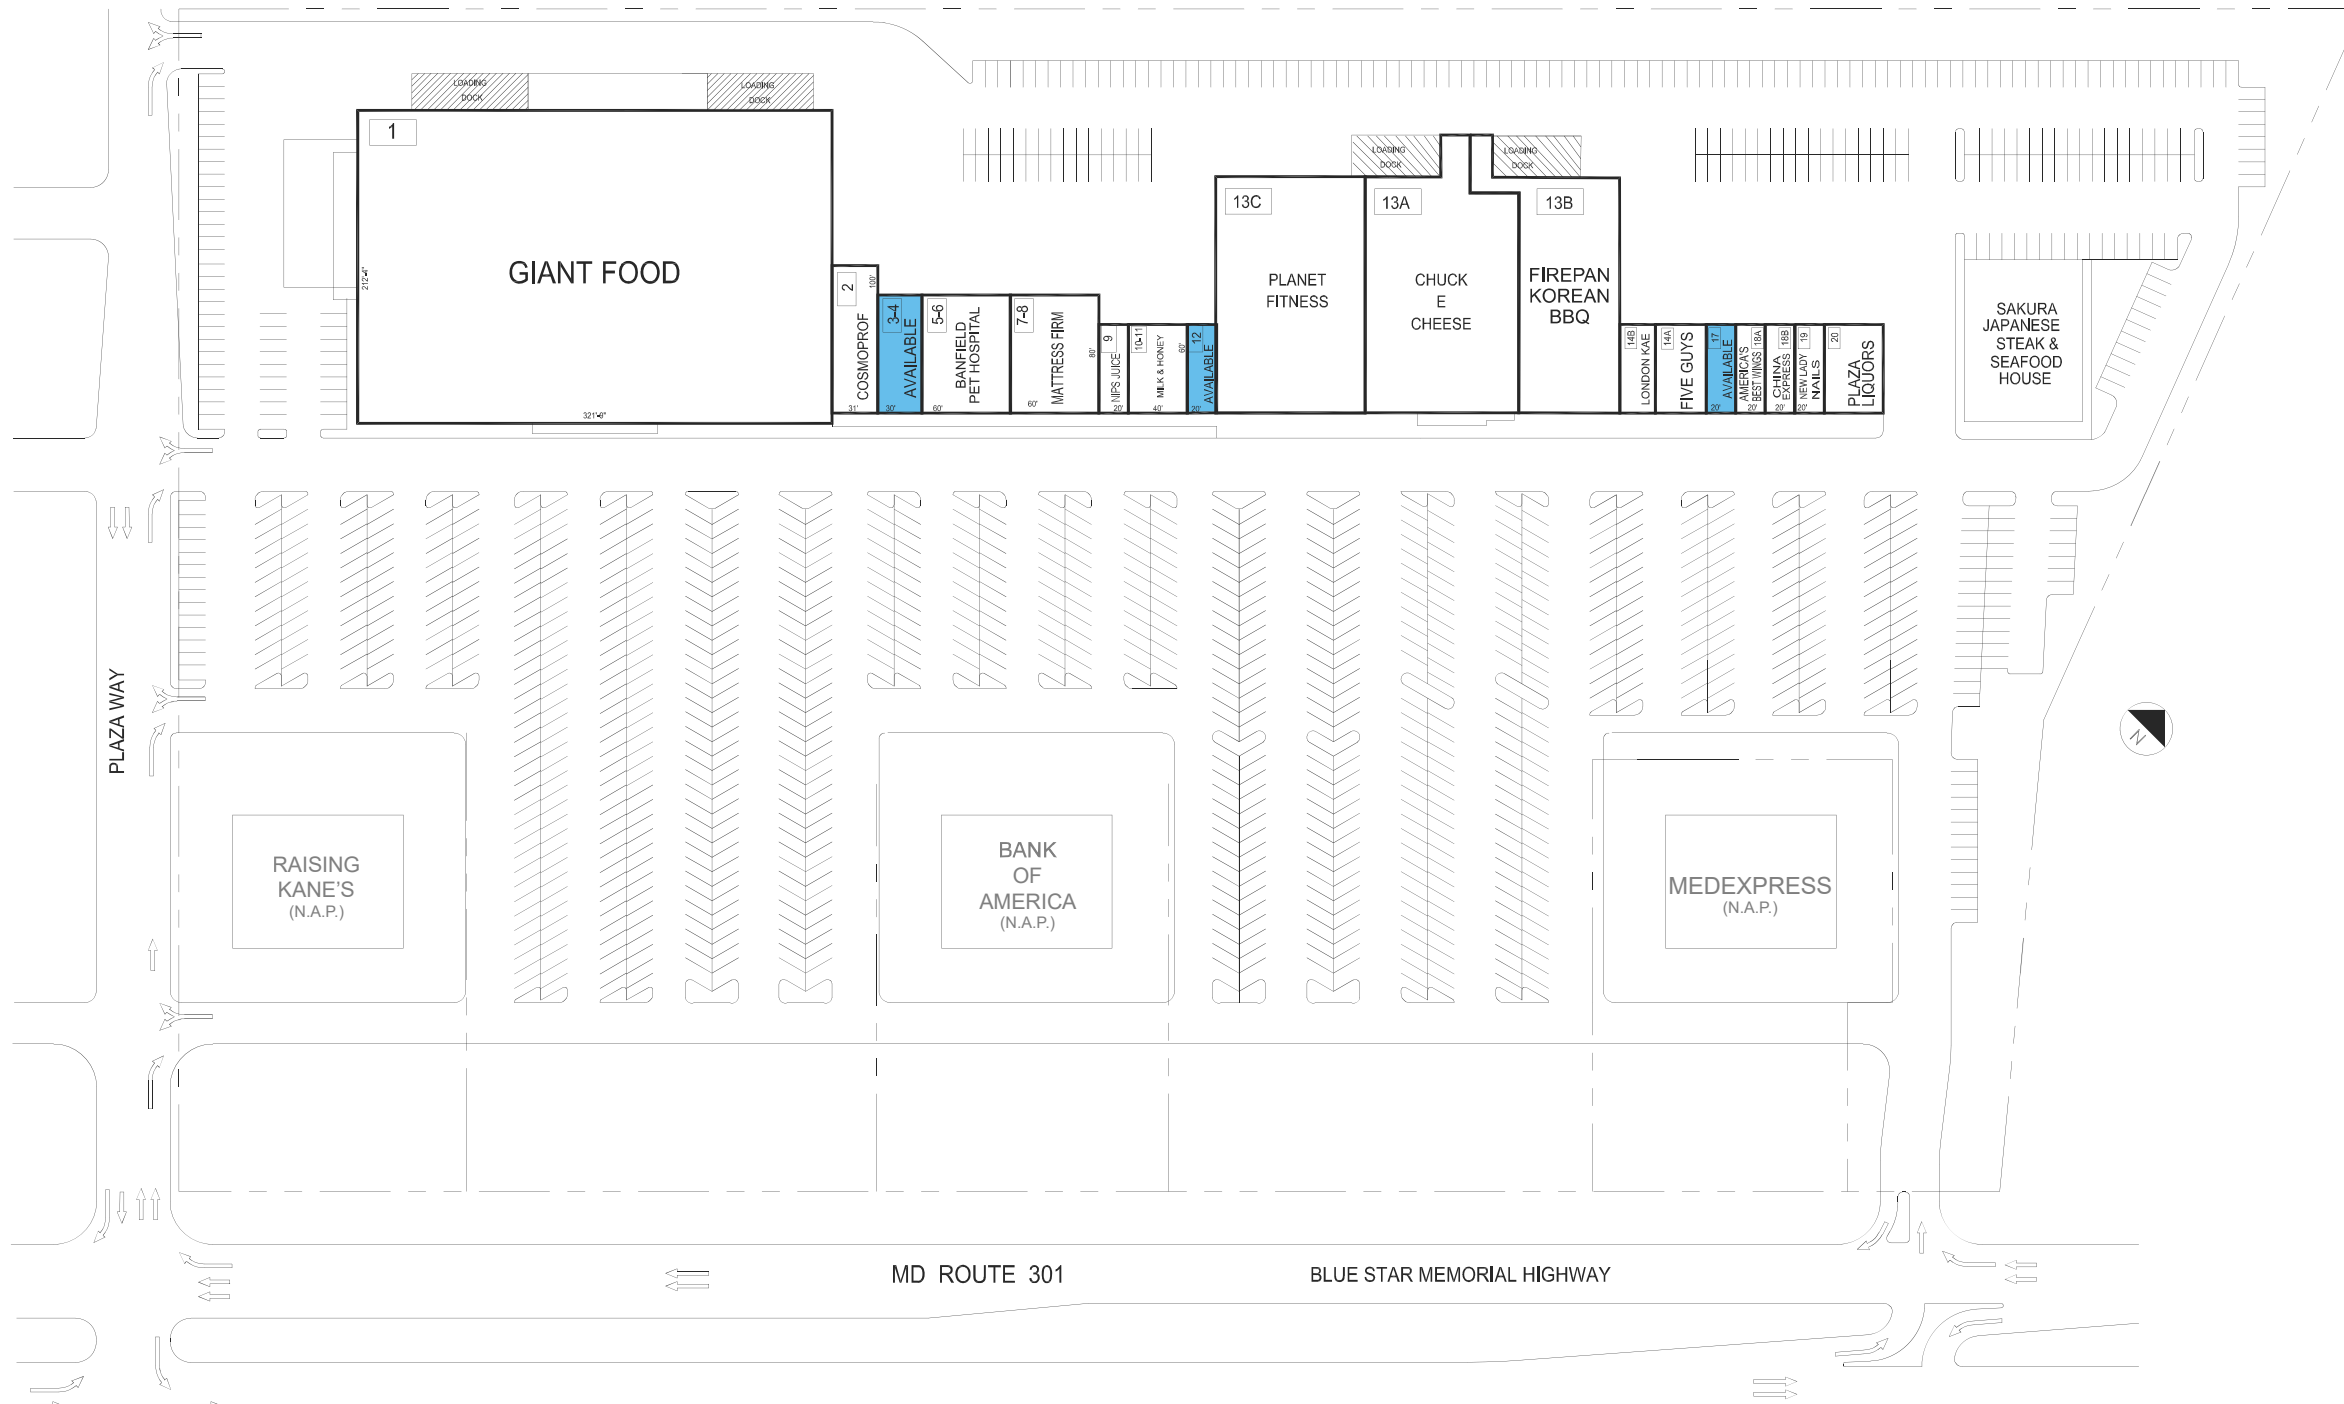 LOADING
DOCK
LOADING
DOCK
1
GIANT FOOD
212'-4"
321'-9"
2
COSMOPROF
100'
31'
3-4
AVAILABLE
30'
5-6
BANFIELD
PET HOSPITAL
60'
7-8
MATTRESS FIRM
60'
80'
9
NIPS JUICE
20'
10-11
MILK & HONEY
40'
60'
12
AVAILABLE
20'
13C
PLANET
FITNESS
LOADING
DOCK
13A
CHUCK
E
CHEESE
LOADING
DOCK
13B
FIREPAN
KOREAN
BBQ
14B
LONDON KAE
14A
FIVE GUYS
17
AVAILABLE
20'
18A
AMERICA'S
BEST WINGS
20'
18B
CHINA
EXPRESS
20'
19
NEW LADY
NAILS
20'
20
PLAZA
LIQUORS
SAKURA
JAPANESE
STEAK &
SEAFOOD
HOUSE
PLAZA WAY
N
RAISING
KANE'S
(N.A.P.)
BANK
OF
AMERICA
(N.A.P.)
MEDEXPRESS
(N.A.P.)
MD ROUTE 301
BLUE STAR MEMORIAL HIGHWAY